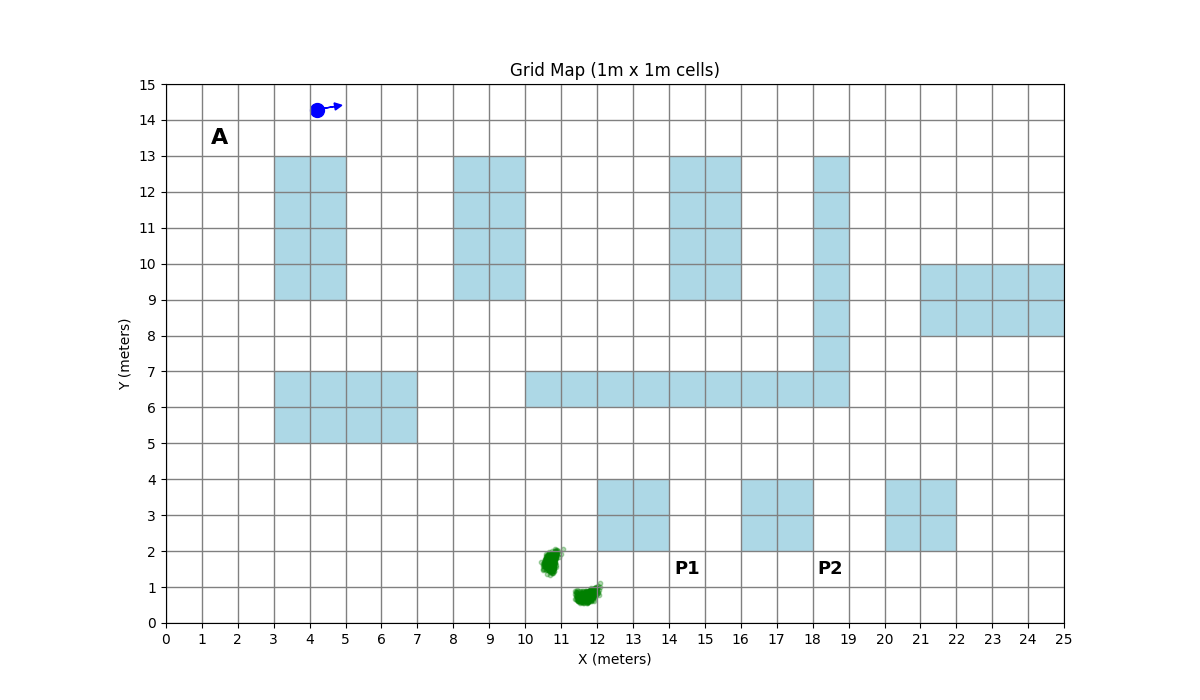 Grid Map (1m x 1m cells)
15
14
13
12
11
10
9
8
7
6
5
4
3
2
1
0
Y (meters)
A
P1 P2
0 1 2 3 4 5 6 7 8 9 10 11 12 13 14 15 16 17 18 19 20 21 22 23 24 25
X (meters)